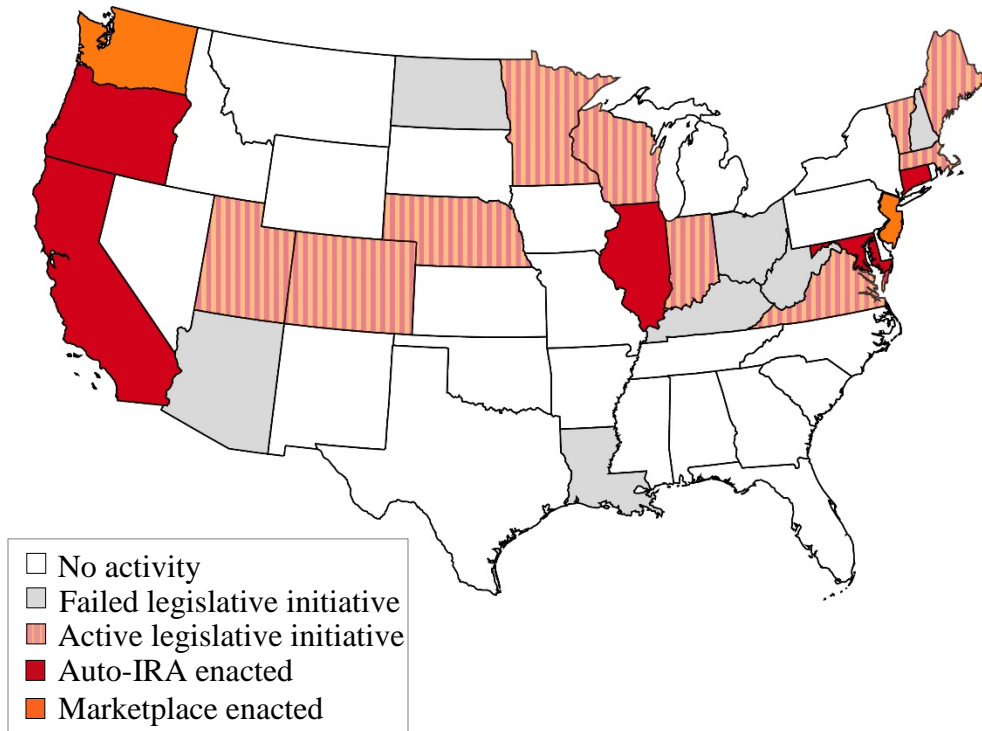 No activity
Failed legislative initiative
Active legislative initiative
Auto-IRA enacted
Marketplace enacted